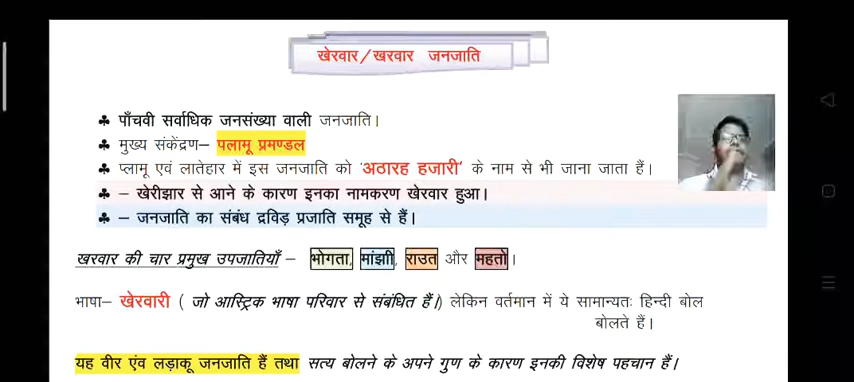 खेरवार/खरवार जनजाति
♣ पाँचवी सर्वाधिक जनसंख्या वाली जनजाति।
♣ मुख्य संकेंद्रण– पलामू प्रमण्डल
♣ प्लामू एवं लातेहार में इस जनजाति को 'अठारह हजारी' के नाम से भी जाना जाता हैं।
♣ – खेरीझार से आने के कारण इनका नामकरण खेरवार हुआ।
♣ – जनजाति का संबंध द्रविड़ प्रजाति समूह से हैं।
खरवार की चार प्रमुख उपजातियाँ – भोगता, मांझाी, राउत और महतो।
भाषा– खेरवारी ( जो आस्ट्रिक भाषा परिवार से संबंधित हैं।) लेकिन वर्तमान में ये सामान्यतः हिन्दी बोल
बोलते हैं।
यह वीर एंव लड़ाकू जनजाति हैं तथा सत्य बोलने के अपने गुण के कारण इनकी विशेष पहचान हैं।